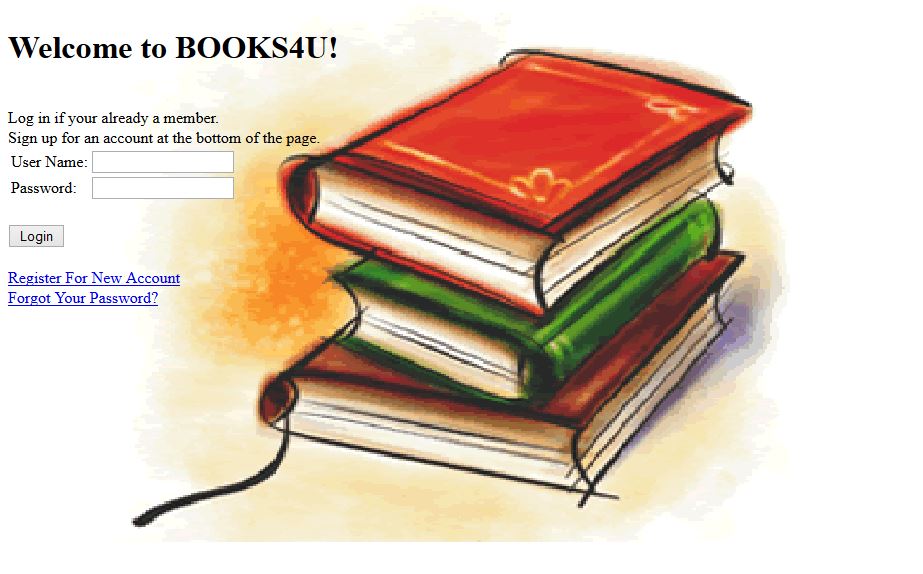 Welcome to BOOKS4U!
Log in if your already a member.
Sign up for an account at the bottom of the page.
User Name:
Password:
Login
Register For New Account
Forgot Your Password?